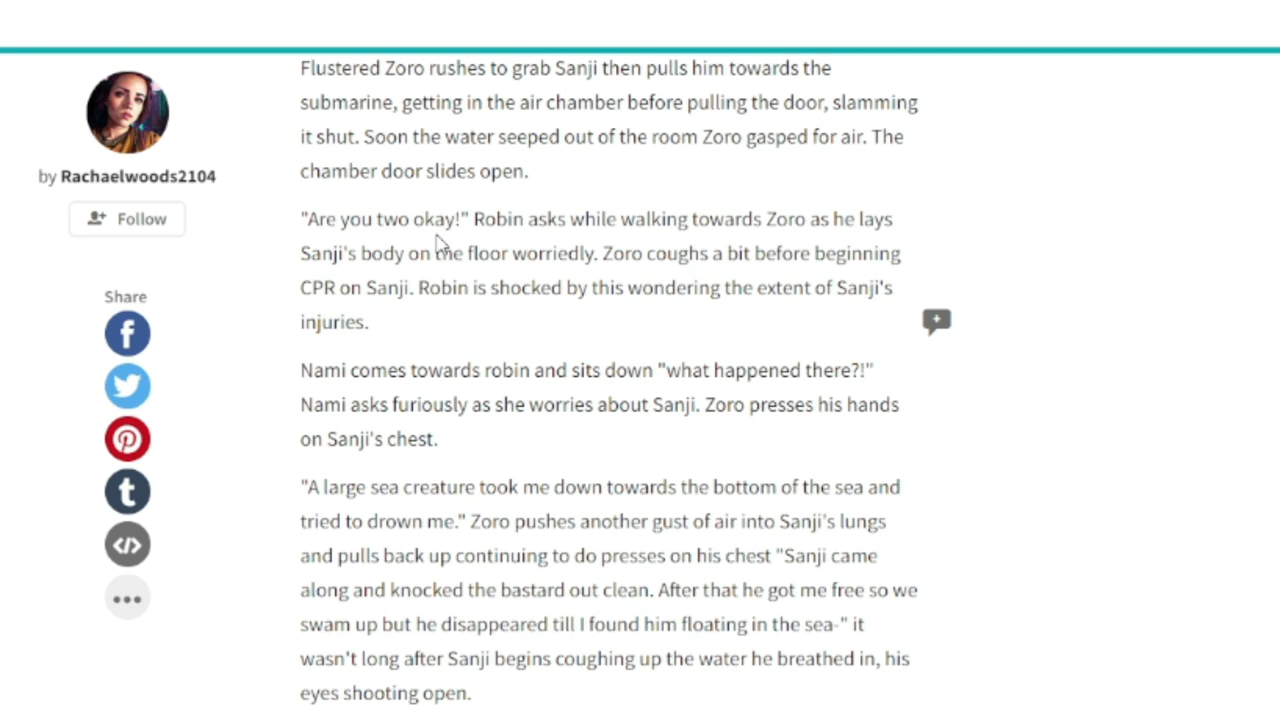 Flustered Zoro rushes to grab Sanji then pulls him towards the
submarine, getting in the air chamber before pulling the door, slamming
it shut. Soon the water seeped out of the room Zoro gasped for air. The
chamber door slides open.
by Rachaelwoods2104
Follow
Share
"Are you two okay!" Robin asks while walking towards Zoro as he lays
Sanji's body on the floor worriedly. Zoro coughs a bit before beginning
CPR on Sanji. Robin is shocked by this wondering the extent of Sanji's
injuries.
Nami comes towards robin and sits down "what happened there?!"
Nami asks furiously as she worries about Sanji. Zoro presses his hands
on Sanji's chest.
"A large sea creature took me down towards the bottom of the sea and
tried to drown me." Zoro pushes another gust of air into Sanji's lungs
and pulls back up continuing to do presses on his chest "Sanji came
along and knocked the bastard out clean. After that he got me free so we
swam up but he disappeared till I found him floating in the sea-" it
wasn't long after Sanji begins coughing up the water he breathed in, his
eyes shooting open.